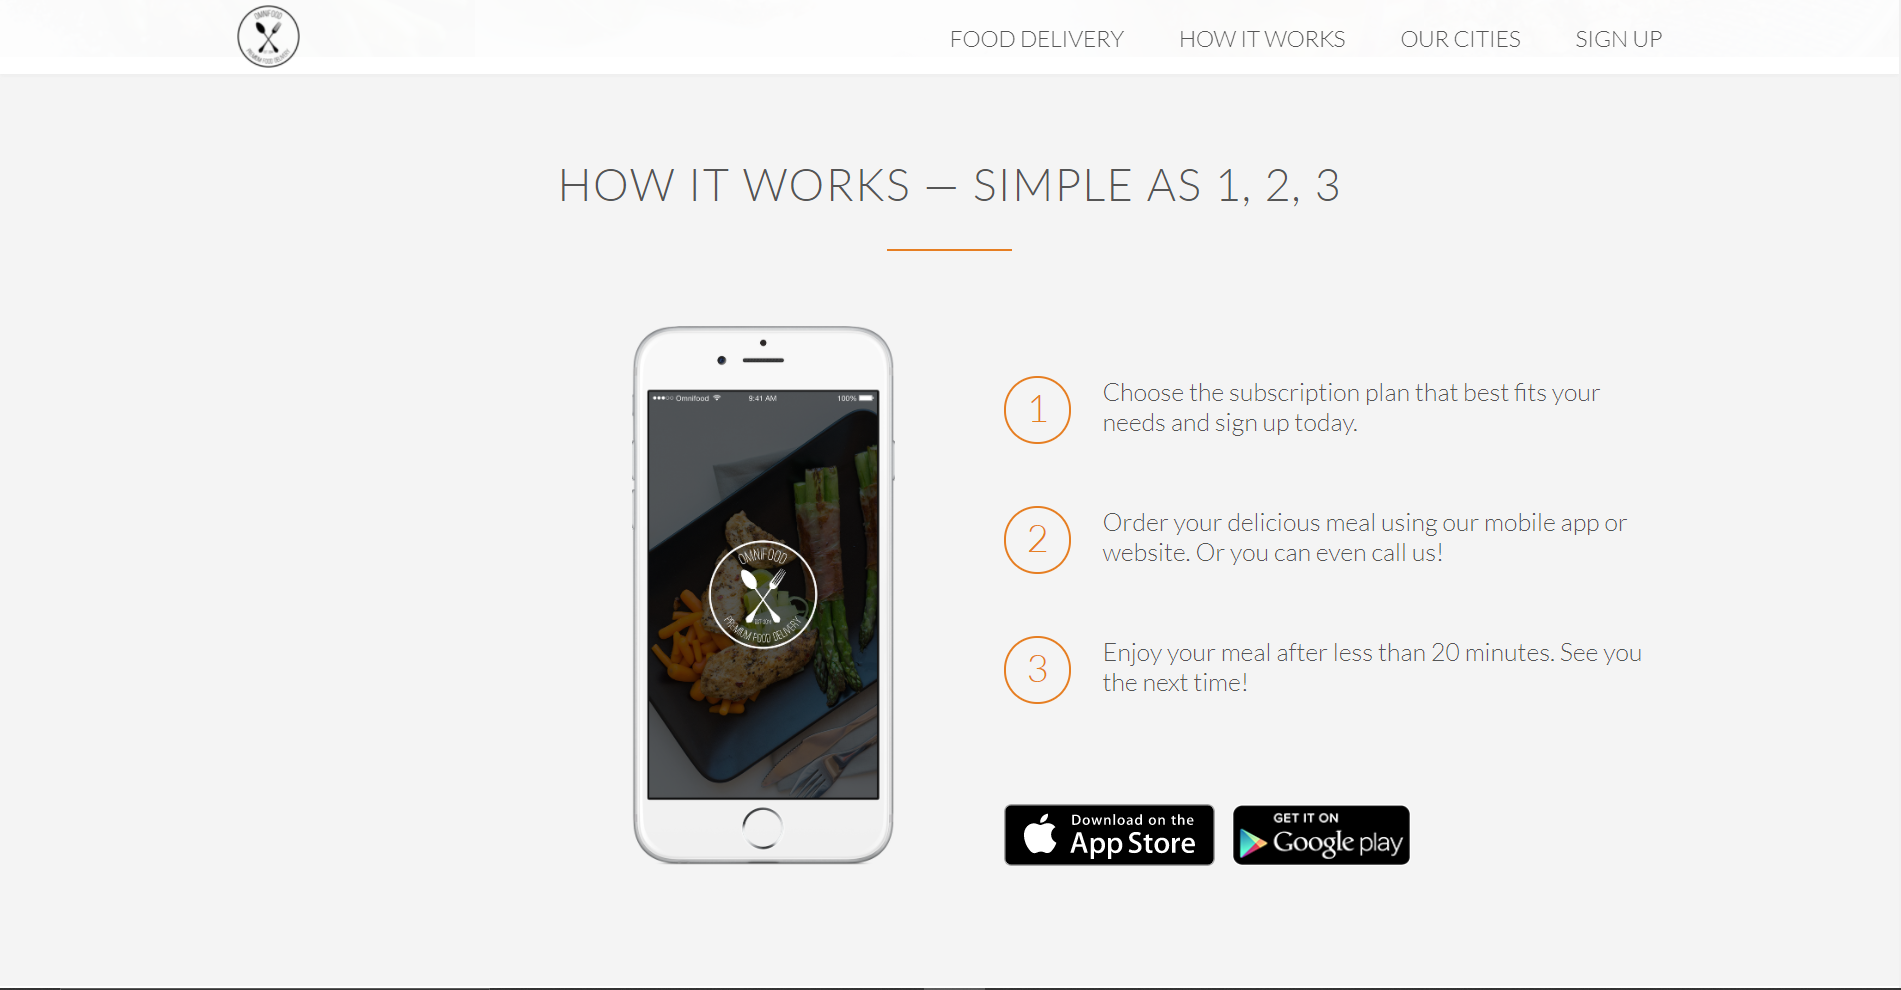 OMNIFOOD
PREMIUM FOOD DELIVERY
FOOD DELIVERY
HOW IT WORKS
OUR CITIES
SIGN UP
HOW IT WORKS — SIMPLE AS 1, 2, 3
Omnifood
9:41 AM
100%
OMNIFOOD
PREMIUM FOOD DELIVERY
1
Choose the subscription plan that best fits your
needs and sign up today.
2
Order your delicious meal using our mobile app or
website. Or you can even call us!
3
Enjoy your meal after less than 20 minutes. See you
the next time!
Download on the
App Store
GET IT ON
Google play